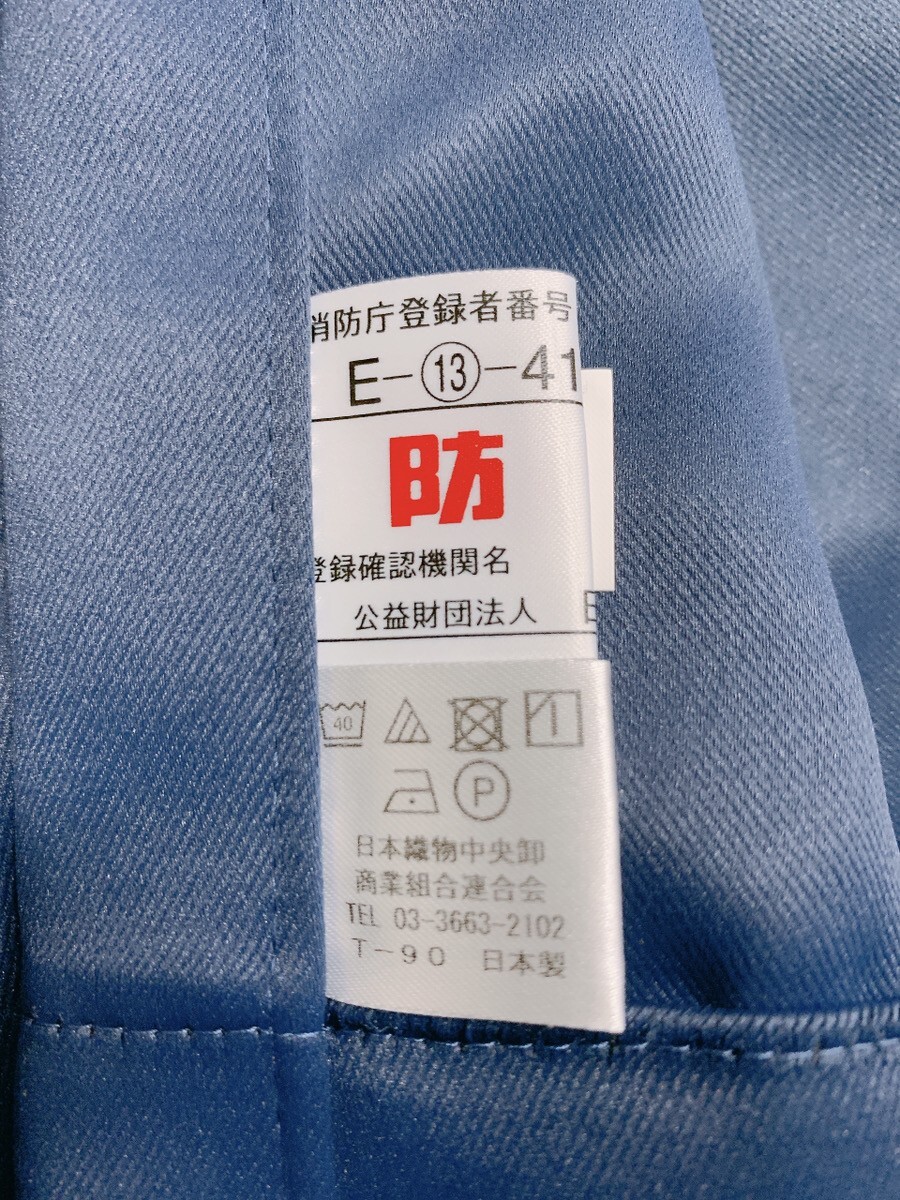 消防庁登録者番号
E-⑬-41
防
登録確認機関名
公益財団法人
40
P
日本織物中央卸
商業組合連合会
TEL 03-3663-2102
T-90 日本製